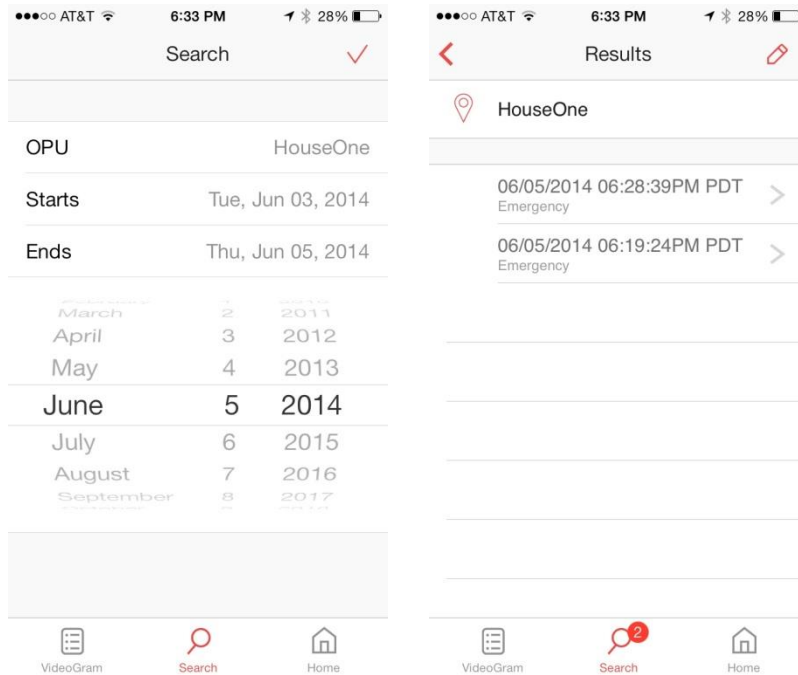 AT&T 6:33 PM 28%
Search
OPU HouseOne
Starts Tue, Jun 03, 2014
Ends Thu, Jun 05, 2014
March 2 2011
April 3 2012
May 4 2013
June 5 2014
July 6 2015
August 7 2016
September 8 2017
VideoGram Search Home
AT&T 6:33 PM 28%
Results
HouseOne
06/05/2014 06:28:39PM PDT
Emergency
06/05/2014 06:19:24PM PDT
Emergency
2
VideoGram Search Home